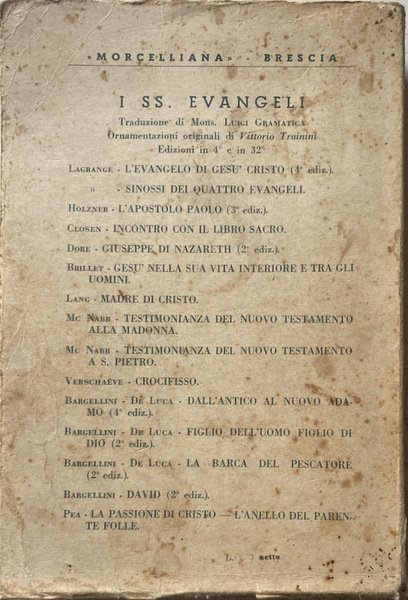 «MORCELLIANA» - BRESCIA
I SS. EVANGELI
Traduzione di Mons. LUIGI GRAMATICA
Ornamentazioni originali di Vittorio Trainini
Edizioni in 4° e in 32°
LAGRANGE - L'EVANGELO DI GESU' CRISTO (4ª ediz.).
» - SINOSSI DEI QUATTRO EVANGELI.
HOLZNER - L'APOSTOLO PAOLO (3ª ediz.).
CLOSEN - INCONTRO CON IL LIBRO SACRO.
DORE - GIUSEPPE DI NAZARETH (2ª ediz.).
BRILLET - GESU' NELLA SUA VITA INTERIORE E TRA GLI
UOMINI.
LANG - MADRE DI CRISTO.
MC NABB - TESTIMONIANZA DEL NUOVO TESTAMENTO
ALLA MADONNA.
MC NABB - TESTIMONIANZA DEL NUOVO TESTAMENTO
A S. PIETRO.
VERSCHAEVE - CROCIFISSO.
BARGELLINI - DE LUCA - DALL'ANTICO AL NUOVO ADA-
MO (4ª ediz.).
BARGELLINI - DE LUCA - FIGLIO DELL'UOMO FIGLIO DI
DIO (2ª ediz.).
BARGELLINI - DE LUCA - LA BARCA DEL PESCATORE
(2ª ediz.).
BARGELLINI - DAVID (2ª ediz.).
PEA - LA PASSIONE DI CRISTO — L'ANELLO DEL PAREN-
TE FOLLE.
L. netto